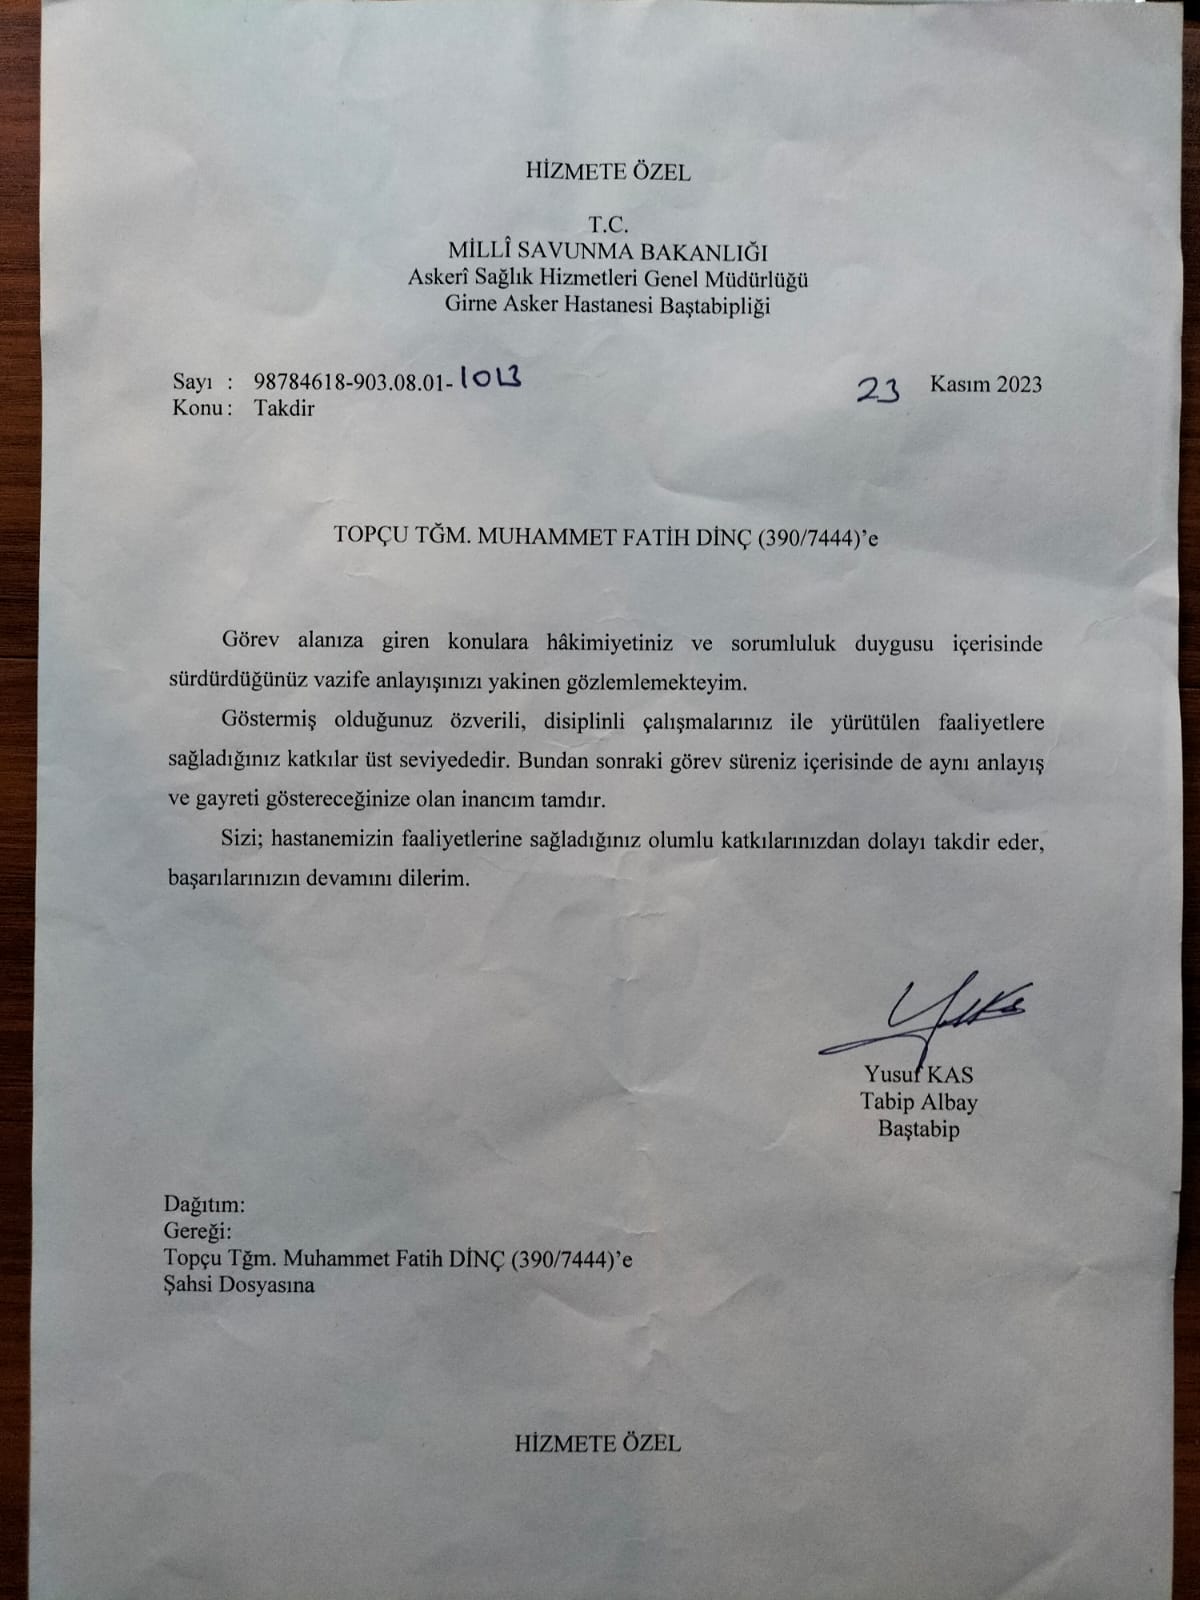 HİZMETE ÖZEL
T.C.
MİLLÎ SAVUNMA BAKANLIĞI
Askerî Sağlık Hizmetleri Genel Müdürlüğü
Girne Asker Hastanesi Baştabipliği
Sayı : 98784618-903.08.01-1013 23 Kasım 2023
Konu : Takdir
TOPÇU TĞM. MUHAMMET FATİH DİNÇ (390/7444)’e
Görev alanıza giren konulara hâkimiyetiniz ve sorumluluk duygusu içerisinde
sürdürdüğünüz vazife anlayışınızı yakinen gözlemlemekteyim.
Göstermiş olduğunuz özverili, disiplinli çalışmalarınız ile yürütülen faaliyetlere
sağladığınız katkılar üst seviyededir. Bundan sonraki görev süreniz içerisinde de aynı anlayış
ve gayreti göstereceğinize olan inancım tamdır.
Sizi; hastanemizin faaliyetlerine sağladığınız olumlu katkılarınızdan dolayı takdir eder,
başarılarınızın devamını dilerim.
Yusuf KAS
Tabip Albay
Baştabip
Dağıtım:
Gereği:
Topçu Tğm. Muhammet Fatih DİNÇ (390/7444)’e
Şahsi Dosyasına
HİZMETE ÖZEL